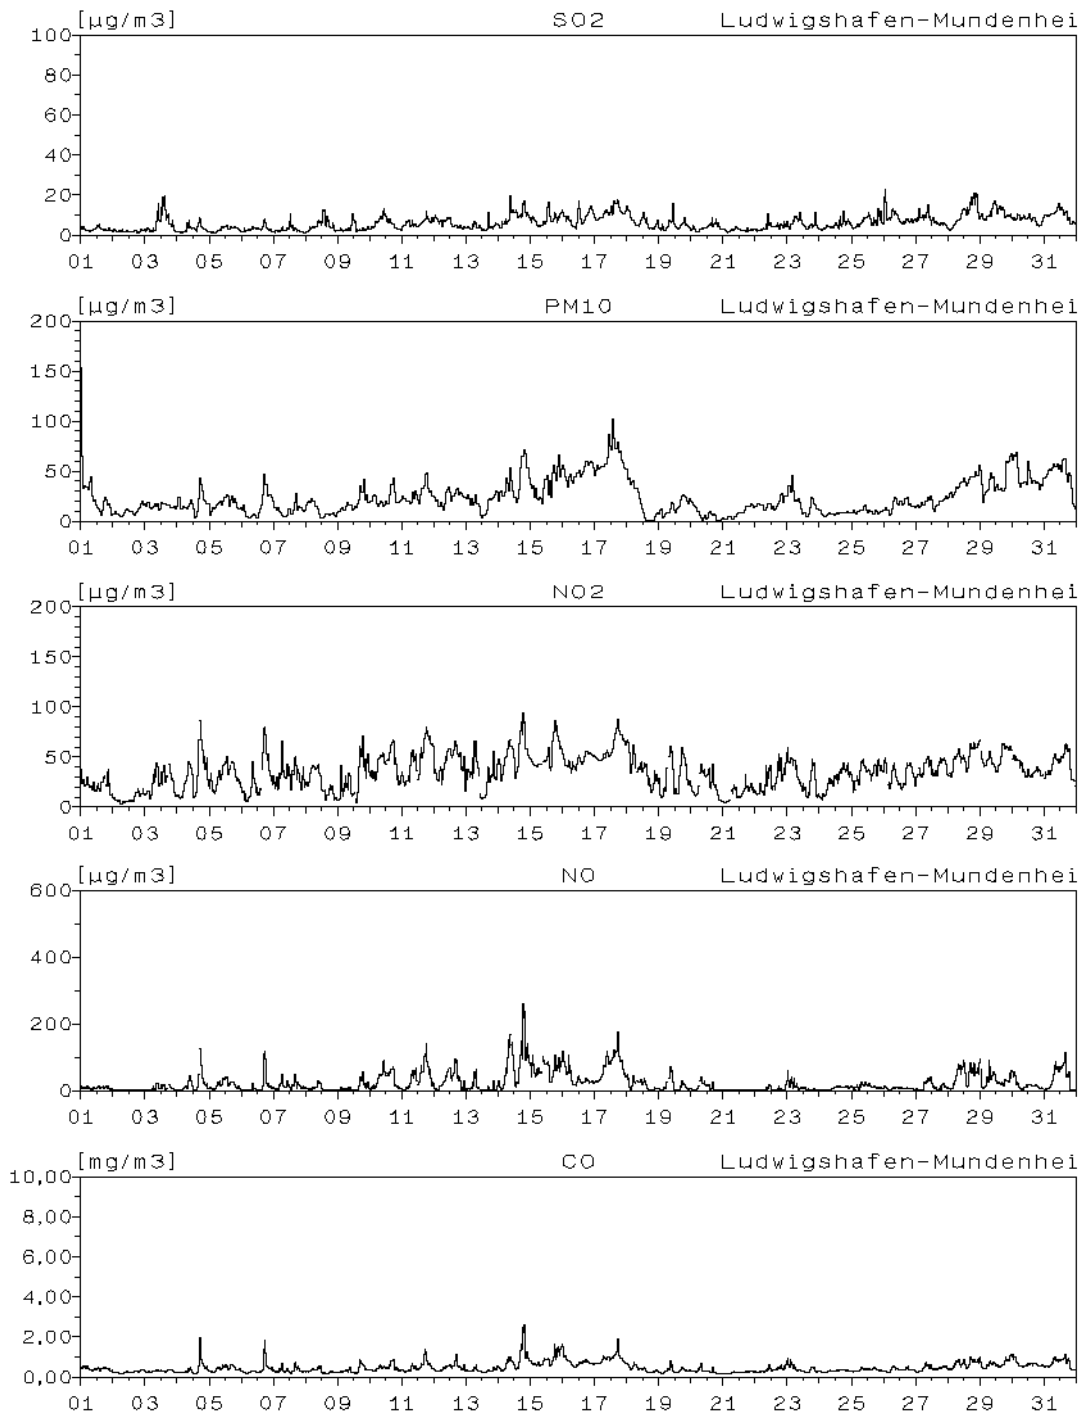 [µg/m3] SO2 Ludwigshafen-Mundenhei
100
80
60
40
20
0
01 03 05 07 09 11 13 15 17 19 21 23 25 27 29 31
[µg/m3] PM10 Ludwigshafen-Mundenhei
200
150
100
50
0
01 03 05 07 09 11 13 15 17 19 21 23 25 27 29 31
[µg/m3] NO2 Ludwigshafen-Mundenhei
200
150
100
50
0
01 03 05 07 09 11 13 15 17 19 21 23 25 27 29 31
[µg/m3] NO Ludwigshafen-Mundenhei
600
400
200
0
01 03 05 07 09 11 13 15 17 19 21 23 25 27 29 31
[mg/m3] CO Ludwigshafen-Mundenhei
10,00
8,00
6,00
4,00
2,00
0,00
01 03 05 07 09 11 13 15 17 19 21 23 25 27 29 31